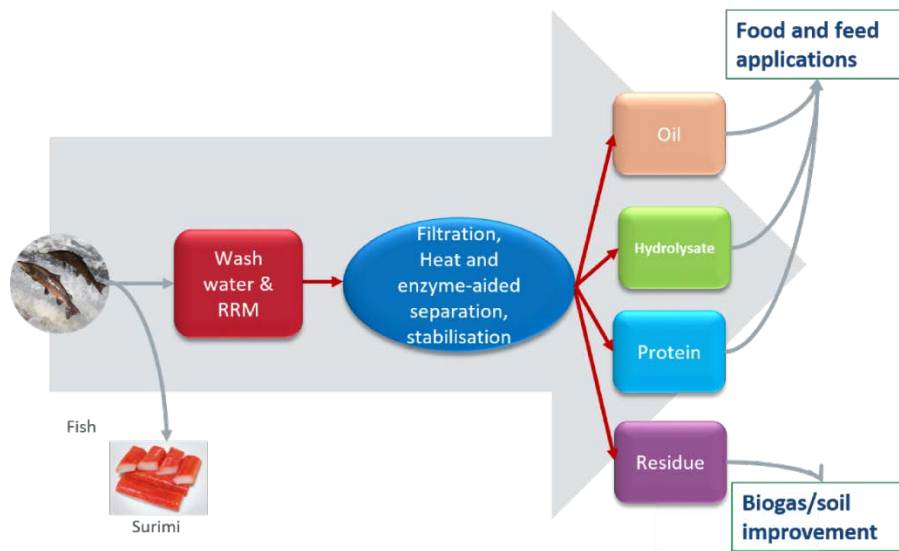 Food and feed
applications
Oil
Hydrolysate
Protein
Residue
Wash
water &
RRM
Filtration,
Heat and
enzyme-aided
separation,
stabilisation
Fish
Surimi
Biogas/soil
improvement